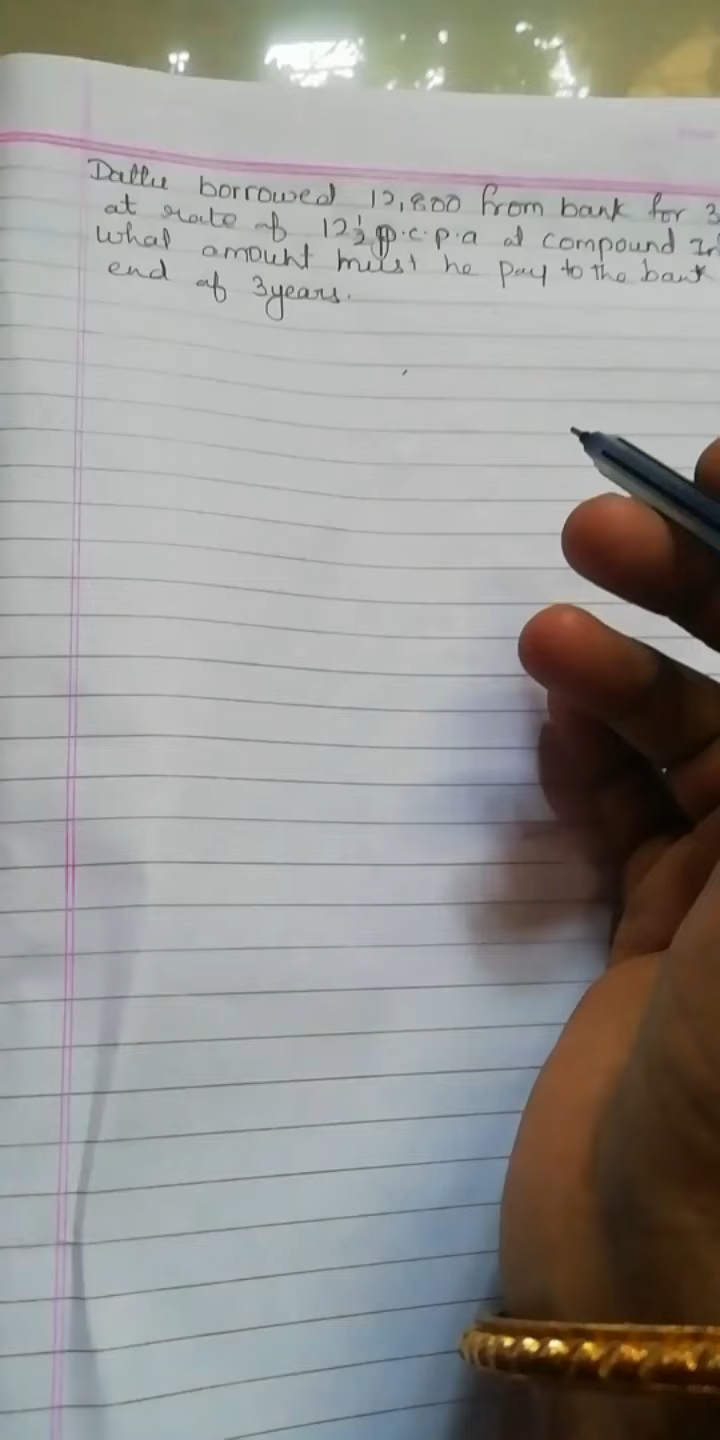 Dallu borrowed 12,800 from bank for 3
at rate of 12½ p.c.p.a at compound In
What amount must he pay to the bank
end of 3years.